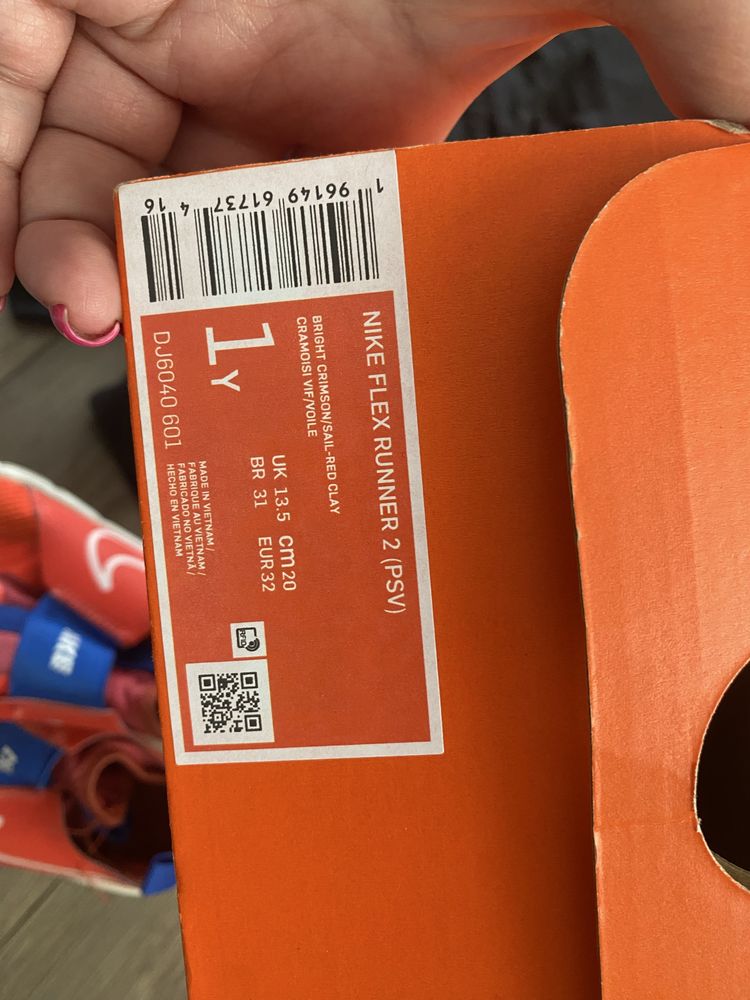 NIKE FLEX RUNNER 2 (PSV)
BRIGHT CRIMSON/SAIL-RED CLAY
CRAMOISI VIF/VOILE
1Y
UK 13.5 cm 20
BR 31 EUR 32
MADE IN VIETNAM /
FABRIQUE AU VIETNAM /
FABRICADO NO VIETNÃ /
HECHO EN VIETNAM
DJ6040 601
1 96149 61737 4 16
RFID
IKE